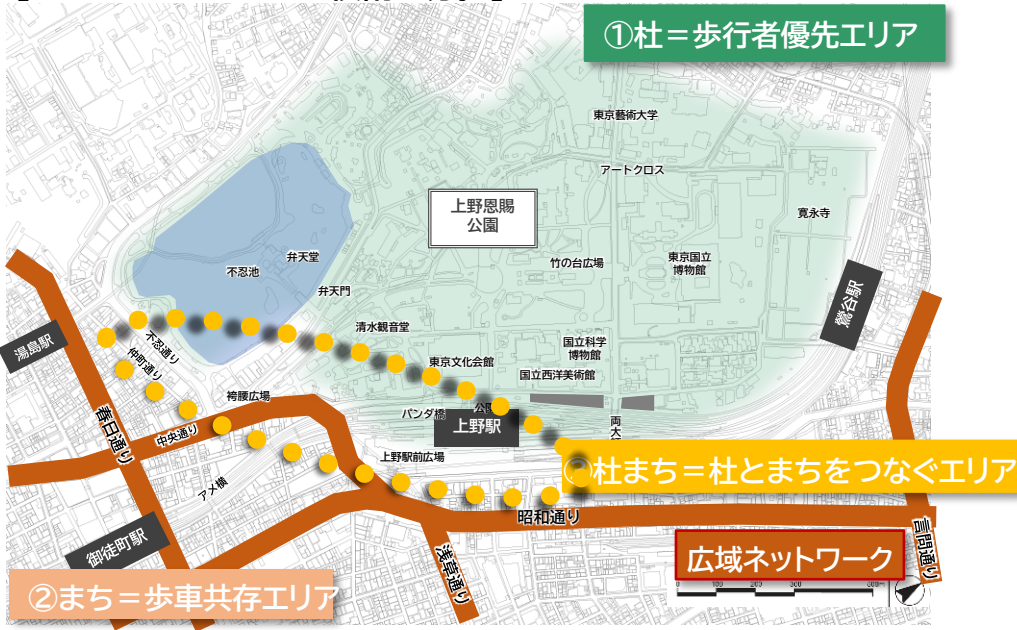 ①杜＝歩行者優先エリア
東京藝術大学
アートクロス
上野恩賜
公園
寛永寺
東京国立
博物館
竹の台広場
弁天堂
不忍池
弁天門
鶯谷駅
清水観音堂
湯島駅
不忍通り
仲町通り
国立科学
博物館
東京文化会館
国立西洋美術館
袴腰広場
パンダ橋
公園
上野駅
両大
春日通り
中央通り
上野駅前広場
杜まち＝杜とまちをつなぐエリア
アメ横
昭和通り
御徒町駅
浅草通り
言問通り
広域ネットワーク
②まち＝歩車共存エリア
0 100 200 300